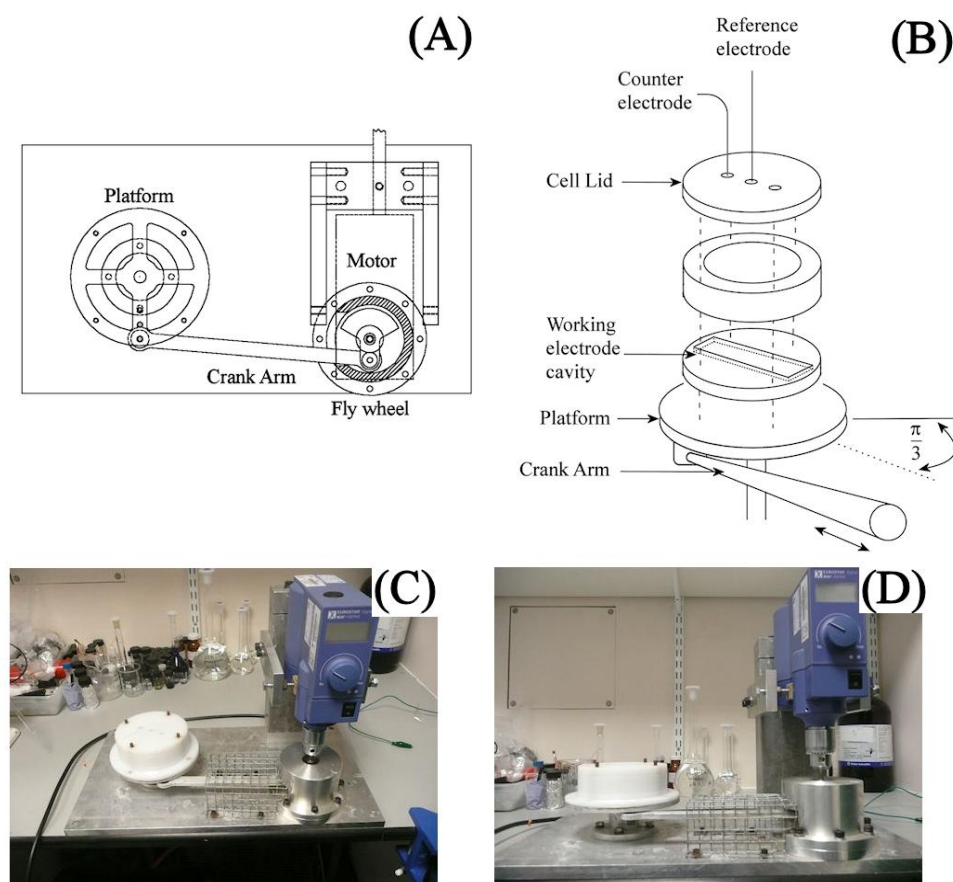 (A)
Platform
Motor
Crank Arm
Fly wheel
(B)
Reference
electrode
Counter
electrode
Cell Lid
Working
electrode
cavity
Platform
π
3
Crank Arm
(C)
(D)